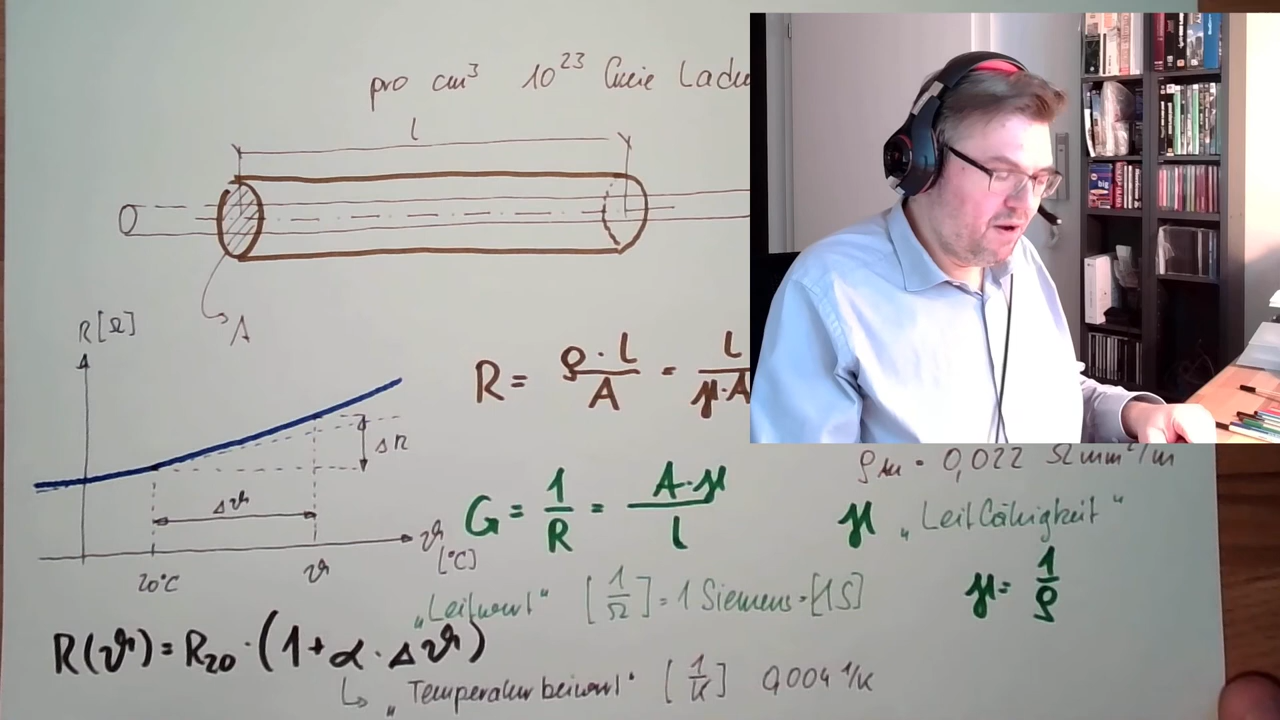 pro cm³ 10²³ freie Ladu
l
A
R[Ω]
R = ρ·l/A = l/ϰ·A
ΔR
Δϑ
ϑ [°C]
20°C ϑ
G = 1/R = A·ϰ/l
0,022 Ωmm²/m
ϰ „Leitfähigkeit"
„Leitwert" [1/Ω] = 1 Siemens = [1S]
ϰ = 1/ρ
R(ϑ) = R₂₀ · (1 + α · Δϑ)
„Temperaturbeiwert" [1/K] 0,004 1/K
big